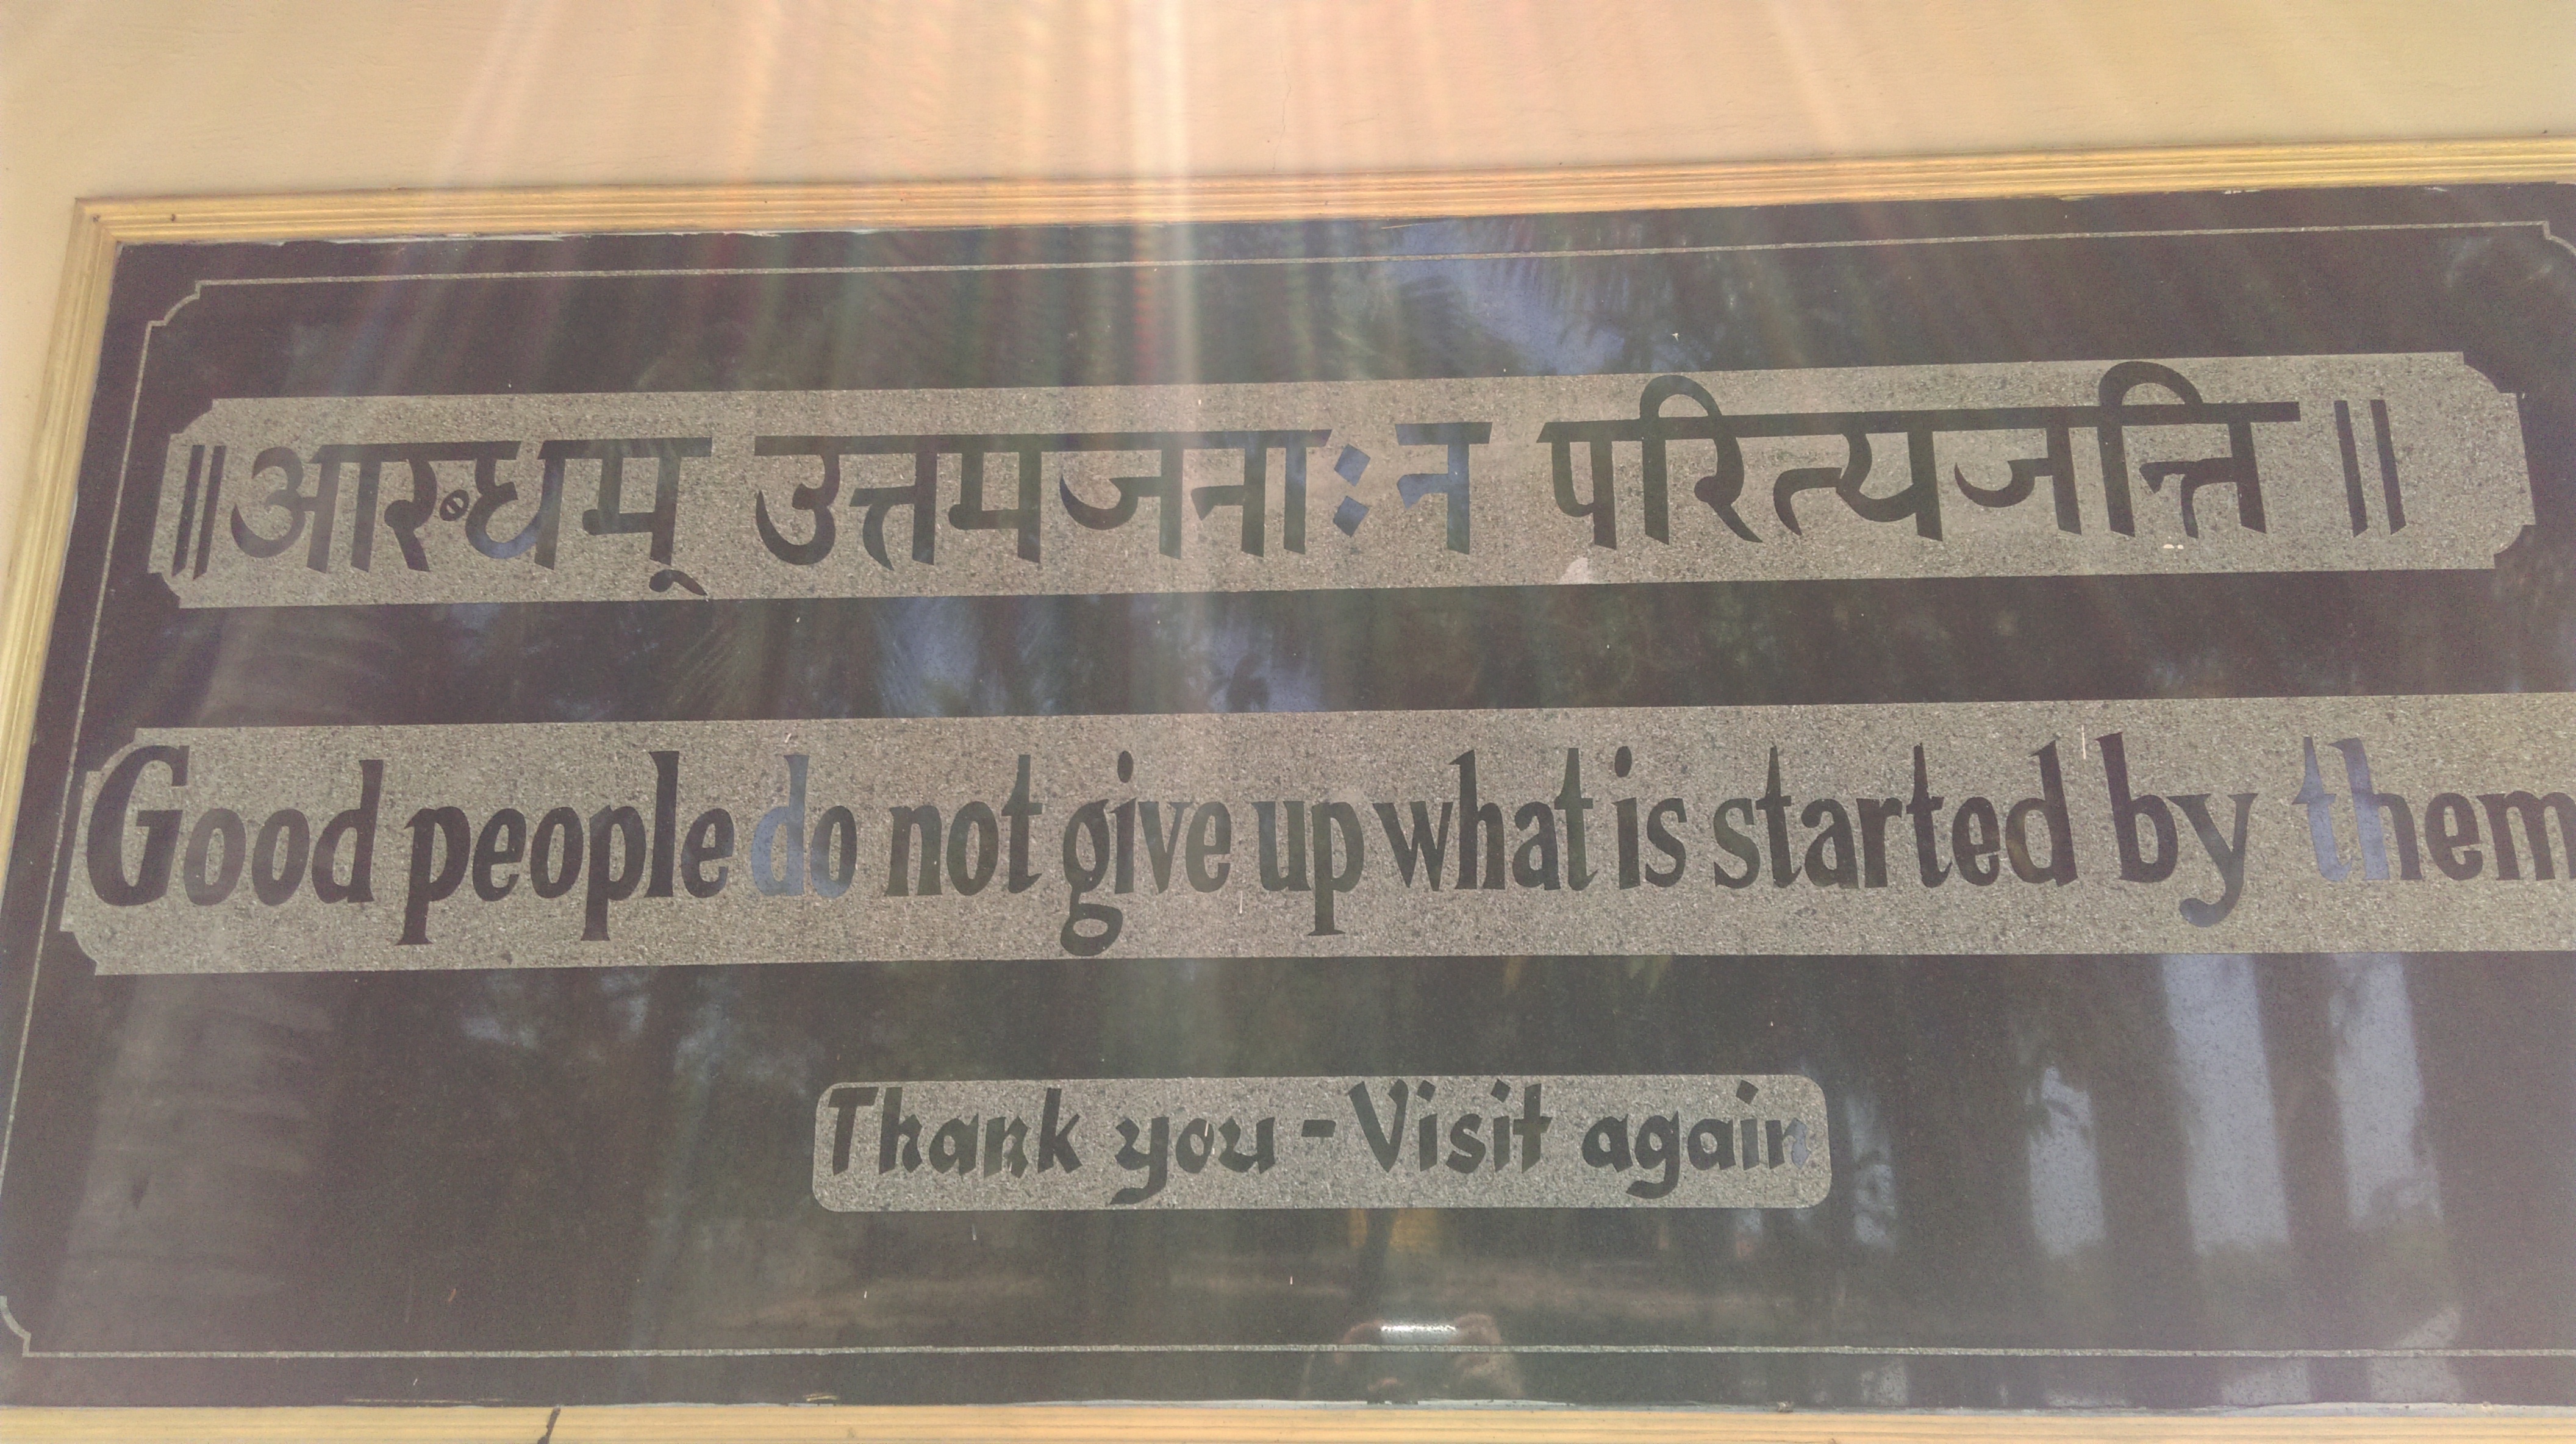 ॥आरब्धम् उत्तमजनाः न परित्यजन्ति ॥
Good people do not give up what is started by them
Thank you - Visit again